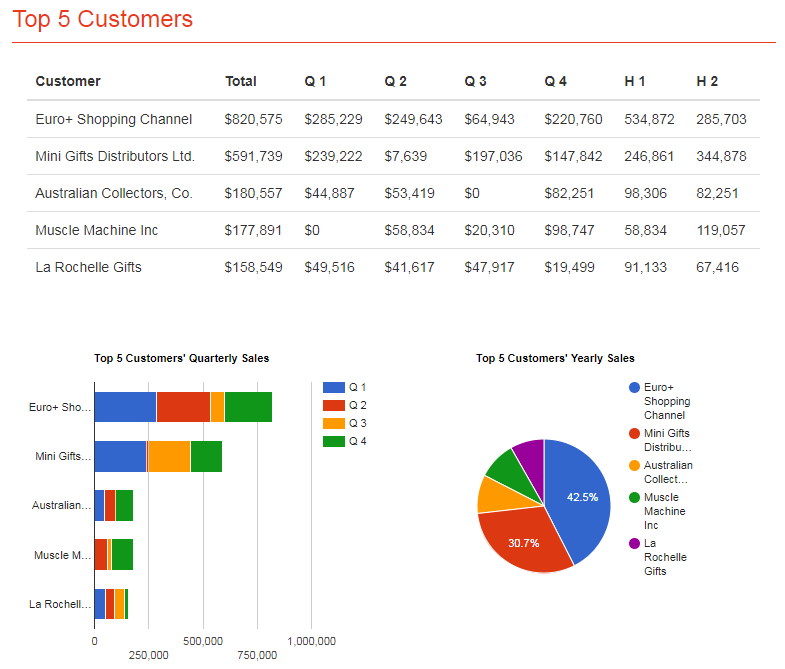 Top 5 Customers
Customer Total Q 1 Q 2 Q 3 Q 4 H 1 H 2
Euro+ Shopping Channel $820,575 $285,229 $249,643 $64,943 $220,760 534,872 285,703
Mini Gifts Distributors Ltd. $591,739 $239,222 $7,639 $197,036 $147,842 246,861 344,878
Australian Collectors, Co. $180,557 $44,887 $53,419 $0 $82,251 98,306 82,251
Muscle Machine Inc $177,891 $0 $58,834 $20,310 $98,747 58,834 119,057
La Rochelle Gifts $158,549 $49,516 $41,617 $47,917 $19,499 91,133 67,416
Top 5 Customers' Quarterly Sales
Euro+ Sho...
Mini Gifts...
Australian...
Muscle M...
La Rochell...
0 500,000 1,000,000
250,000 750,000
Q 1
Q 2
Q 3
Q 4
Top 5 Customers' Yearly Sales
42.5%
30.7%
Euro+
Shopping
Channel
Mini Gifts
Distribu...
Australian
Collect...
Muscle
Machine
Inc
La
Rochelle
Gifts